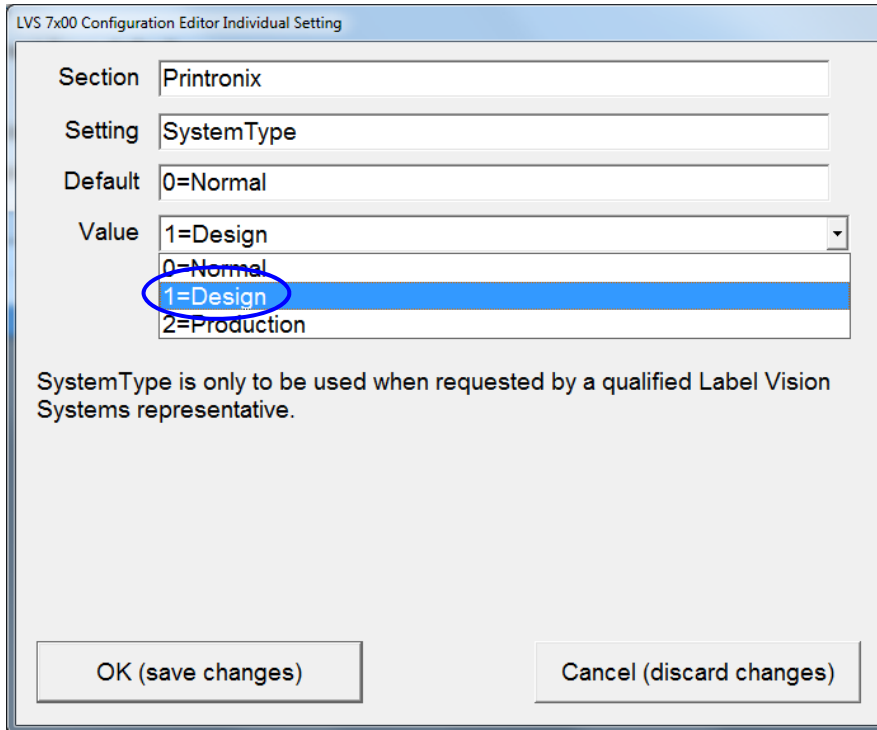 LVS 7x00 Configuration Editor Individual Setting
Section Printronix
Setting SystemType
Default 0=Normal
Value 1=Design
0=Normal
1=Design
2=Production
SystemType is only to be used when requested by a qualified Label Vision
Systems representative.
OK (save changes) Cancel (discard changes)